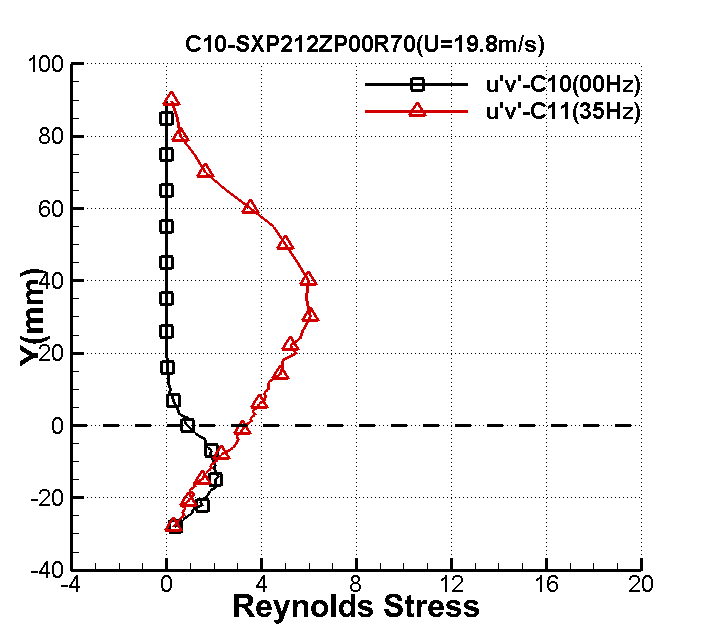 C10-SXP212ZP00R70(U=19.8m/s)
100
u'v'-C10(00Hz)
u'v'-C11(35Hz)
80
60
40
20
0
-20
-40
Y(mm)
-4 0 4 8 12 16 20
Reynolds Stress